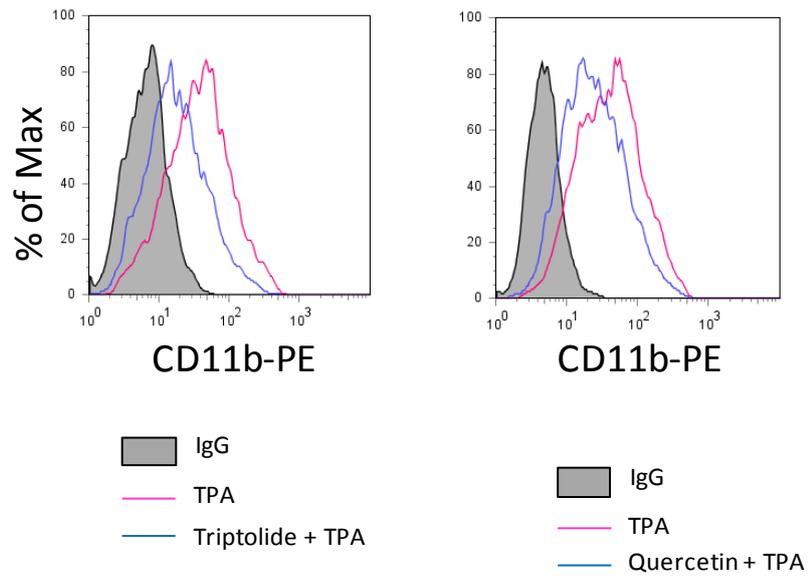 100
80
60
40
20
0
10^0 10^1 10^2 10^3
% of Max
CD11b-PE
100
80
60
40
20
0
10^0 10^1 10^2 10^3
CD11b-PE
IgG
TPA
Triptolide + TPA
IgG
TPA
Quercetin + TPA